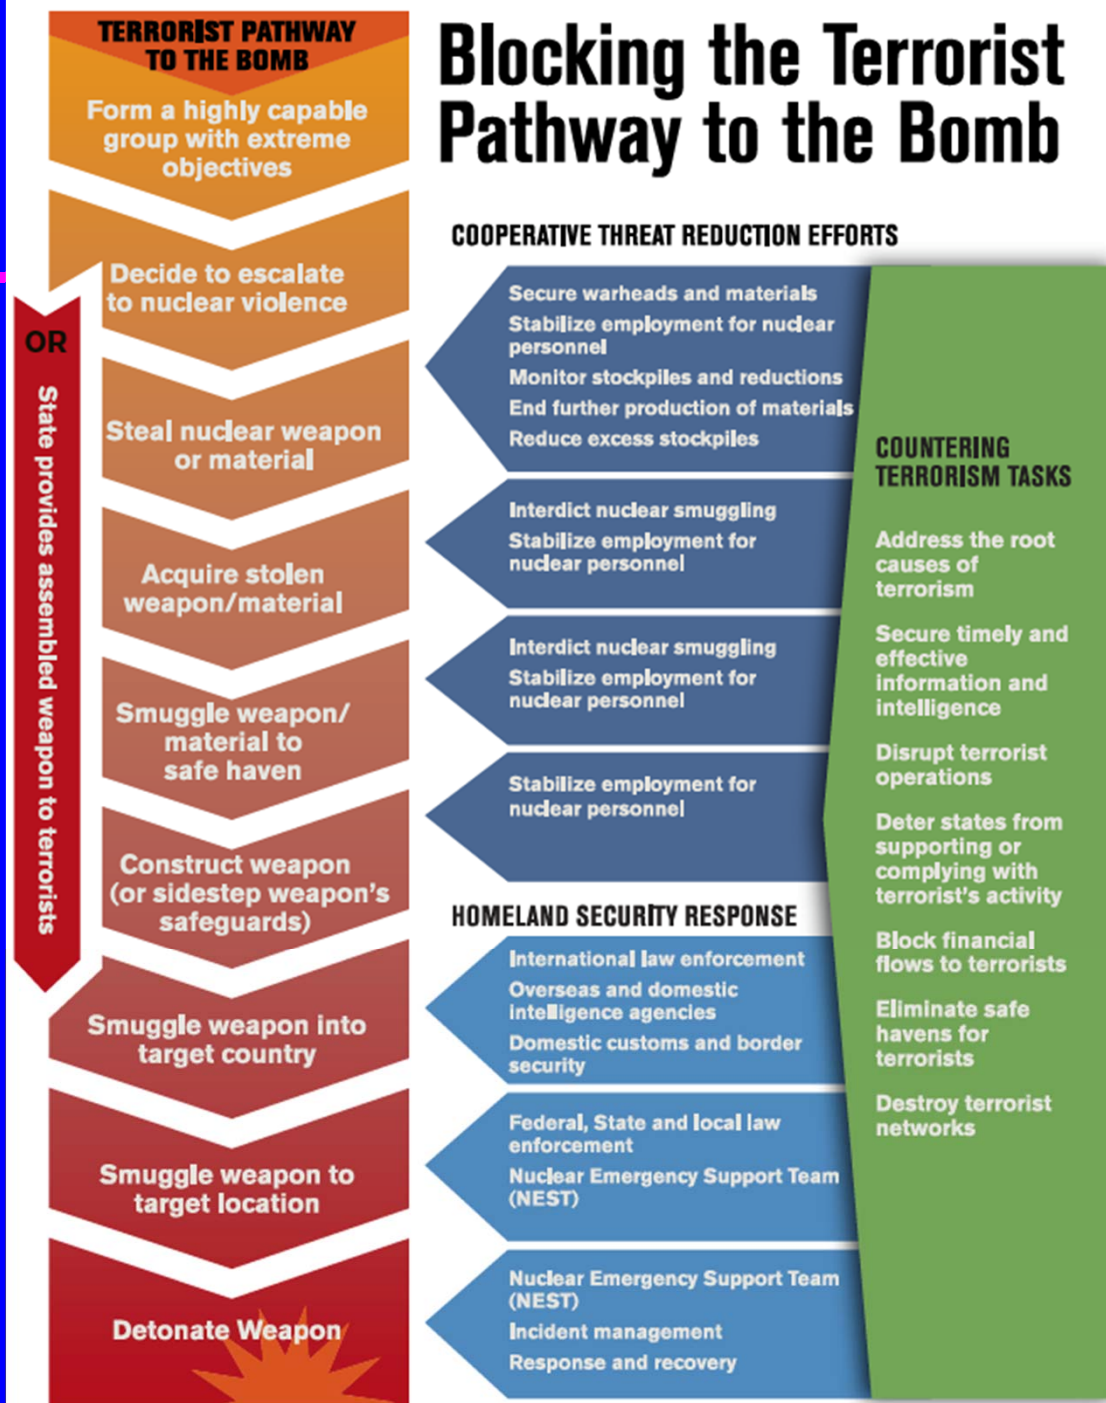 TERRORIST PATHWAY
TO THE BOMB
Form a highly capable
group with extreme
objectives
Decide to escalate
to nuclear violence
OR
State provides assembled weapon to terrorists
Steal nuclear weapon
or material
Acquire stolen
weapon/material
Smuggle weapon/
material to
safe haven
Construct weapon
(or sidestep weapon's
safeguards)
Smuggle weapon into
target country
Smuggle weapon to
target location
Detonate Weapon
Blocking the Terrorist
Pathway to the Bomb
COOPERATIVE THREAT REDUCTION EFFORTS
Secure warheads and materials
Stabilize employment for nuclear
personnel
Monitor stockpiles and reductions
End further production of materials
Reduce excess stockpiles
Interdict nuclear smuggling
Stabilize employment for
nuclear personnel
Interdict nuclear smuggling
Stabilize employment for
nuclear personnel
Stabilize employment for
nuclear personnel
HOMELAND SECURITY RESPONSE
International law enforcement
Overseas and domestic
intelligence agencies
Domestic customs and border
security
Federal, State and local law
enforcement
Nuclear Emergency Support Team
(NEST)
Nuclear Emergency Support Team
(NEST)
Incident management
Response and recovery
COUNTERING
TERRORISM TASKS
Address the root
causes of
terrorism
Secure timely and
effective
information and
intelligence
Disrupt terrorist
operations
Deter states from
supporting or
complying with
terrorist's activity
Block financial
flows to terrorists
Eliminate safe
havens for
terrorists
Destroy terrorist
networks